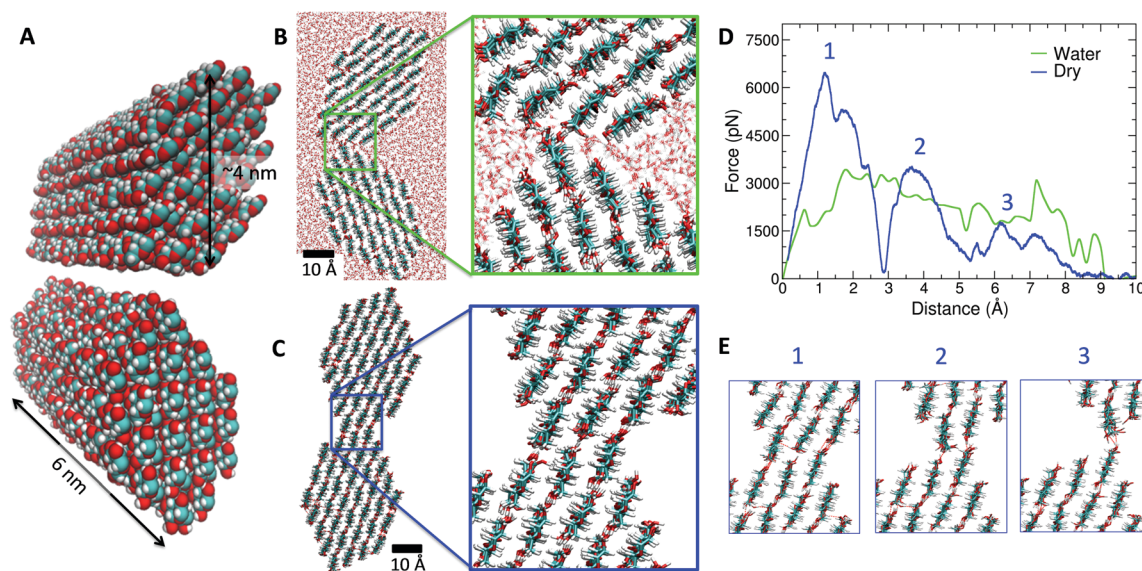 A
~4 nm
6 nm
B
10 Å
C
10 Å
D
7500
6000
4500
3000
1500
0
Force (pN)
1
2
3
Water
Dry
0 1 2 3 4 5 6 7 8 9 10
Distance (Å)
E
1 2 3